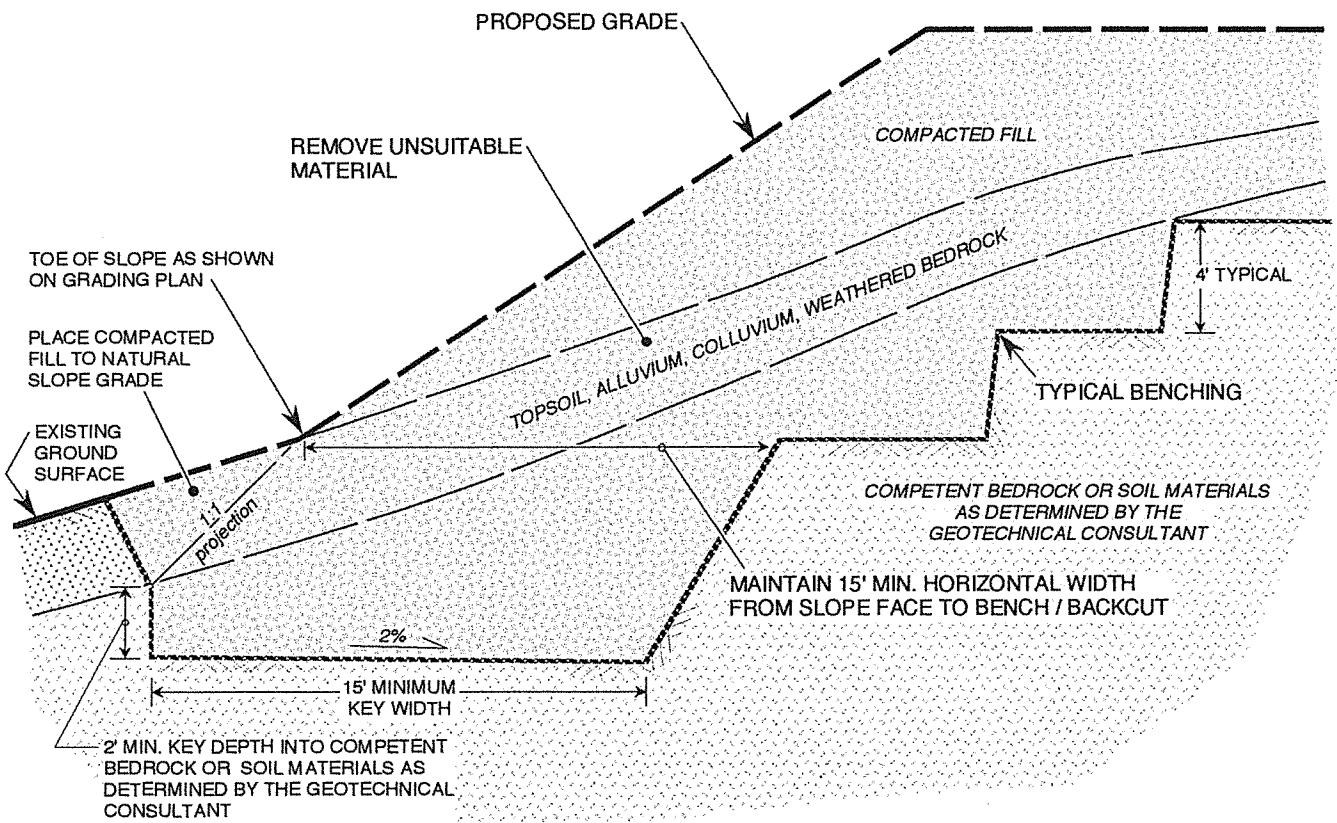 PROPOSED GRADE
COMPACTED FILL
REMOVE UNSUITABLE
MATERIAL
TOPSOIL, ALLUVIUM, COLLUVIUM, WEATHERED BEDROCK
TOE OF SLOPE AS SHOWN
ON GRADING PLAN
4' TYPICAL
PLACE COMPACTED
FILL TO NATURAL
SLOPE GRADE
TYPICAL BENCHING
EXISTING
GROUND
SURFACE
1:1
projection
COMPETENT BEDROCK OR SOIL MATERIALS
AS DETERMINED BY THE
GEOTECHNICAL CONSULTANT
MAINTAIN 15' MIN. HORIZONTAL WIDTH
FROM SLOPE FACE TO BENCH / BACKCUT
2%
15' MINIMUM
KEY WIDTH
2' MIN. KEY DEPTH INTO COMPETENT
BEDROCK OR SOIL MATERIALS AS
DETERMINED BY THE GEOTECHNICAL
CONSULTANT